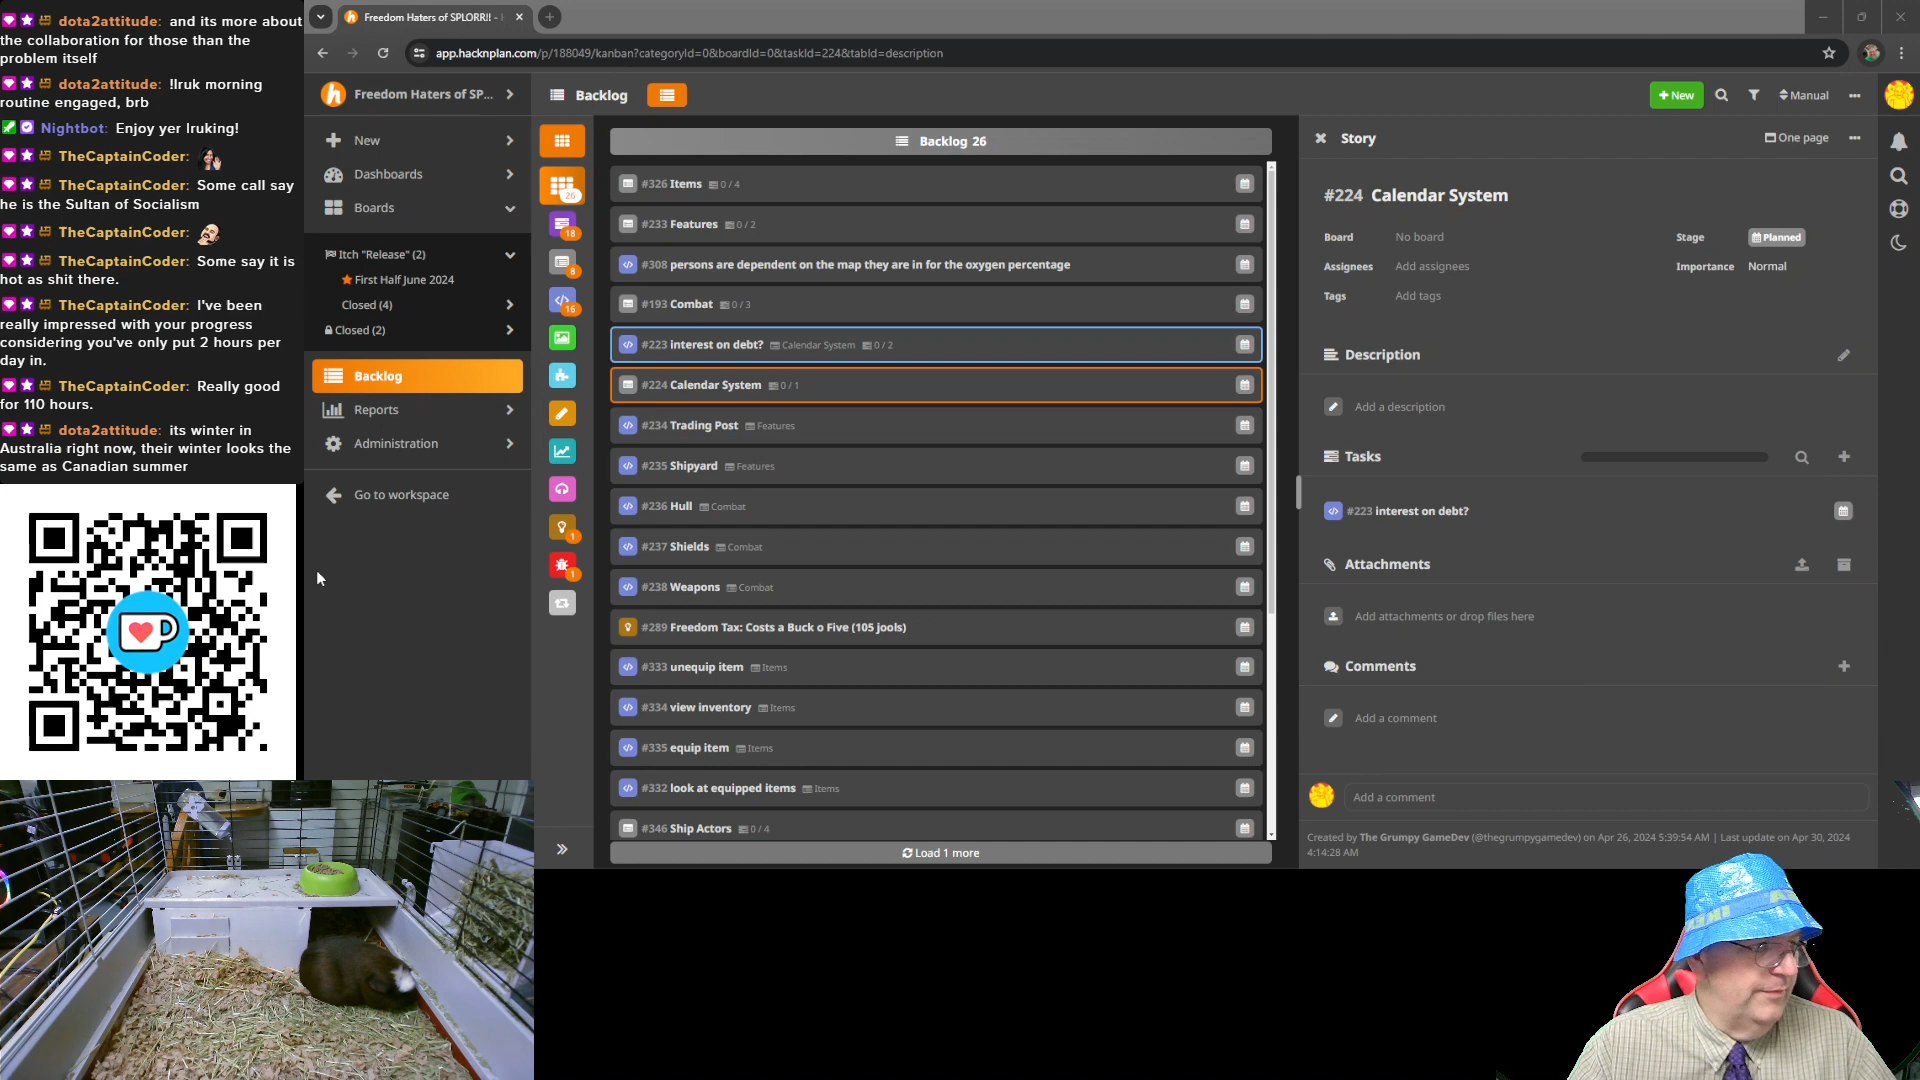 dota2attitude: and its more about
the collaboration for those than the
problem itself
dota2attitude: !lruk morning
routine engaged, brb
Nightbot: Enjoy yer lruking!
TheCaptainCoder:
TheCaptainCoder: Some call say
he is the Sultan of Socialism
TheCaptainCoder:
TheCaptainCoder: Some say it is
hot as shit there.
TheCaptainCoder: I've been
really impressed with your progress
considering you've only put 2 hours per
day in.
TheCaptainCoder: Really good
for 110 hours.
dota2attitude: its winter in
Australia right now, their winter looks the
same as Canadian summer
Freedom Haters of SPLORR!! -
app.hacknplan.com/p/188049/kanban?categoryId=0&boardId=0&taskId=224&tabId=description
Freedom Haters of SP...
New
Dashboards
Boards
Itch "Release" (2)
First Half June 2024
Closed (4)
Closed (2)
Backlog
Reports
Administration
Go to workspace
Backlog
+ New
Manual
26
18
8
16
1
1
Backlog 26
#326 Items 0 / 4
#233 Features 0 / 2
#308 persons are dependent on the map they are in for the oxygen percentage
#193 Combat 0 / 3
#223 interest on debt? Calendar System 0 / 2
#224 Calendar System 0 / 1
#234 Trading Post Features
#235 Shipyard Features
#236 Hull Combat
#237 Shields Combat
#238 Weapons Combat
#289 Freedom Tax: Costs a Buck o Five (105 jools)
#333 unequip item Items
#334 view inventory Items
#335 equip item Items
#332 look at equipped items Items
#346 Ship Actors 0 / 4
Load 1 more
Story
One page
#224 Calendar System
Board No board
Stage Planned
Assignees Add assignees
Importance Normal
Tags Add tags
Description
Add a description
Tasks
#223 interest on debt?
Attachments
Add attachments or drop files here
Comments
Add a comment
Add a comment
Created by The Grumpy GameDev (@thegrumpygamedev) on Apr 26, 2024 5:39:54 AM | Last update on Apr 30, 2024
4:14:28 AM